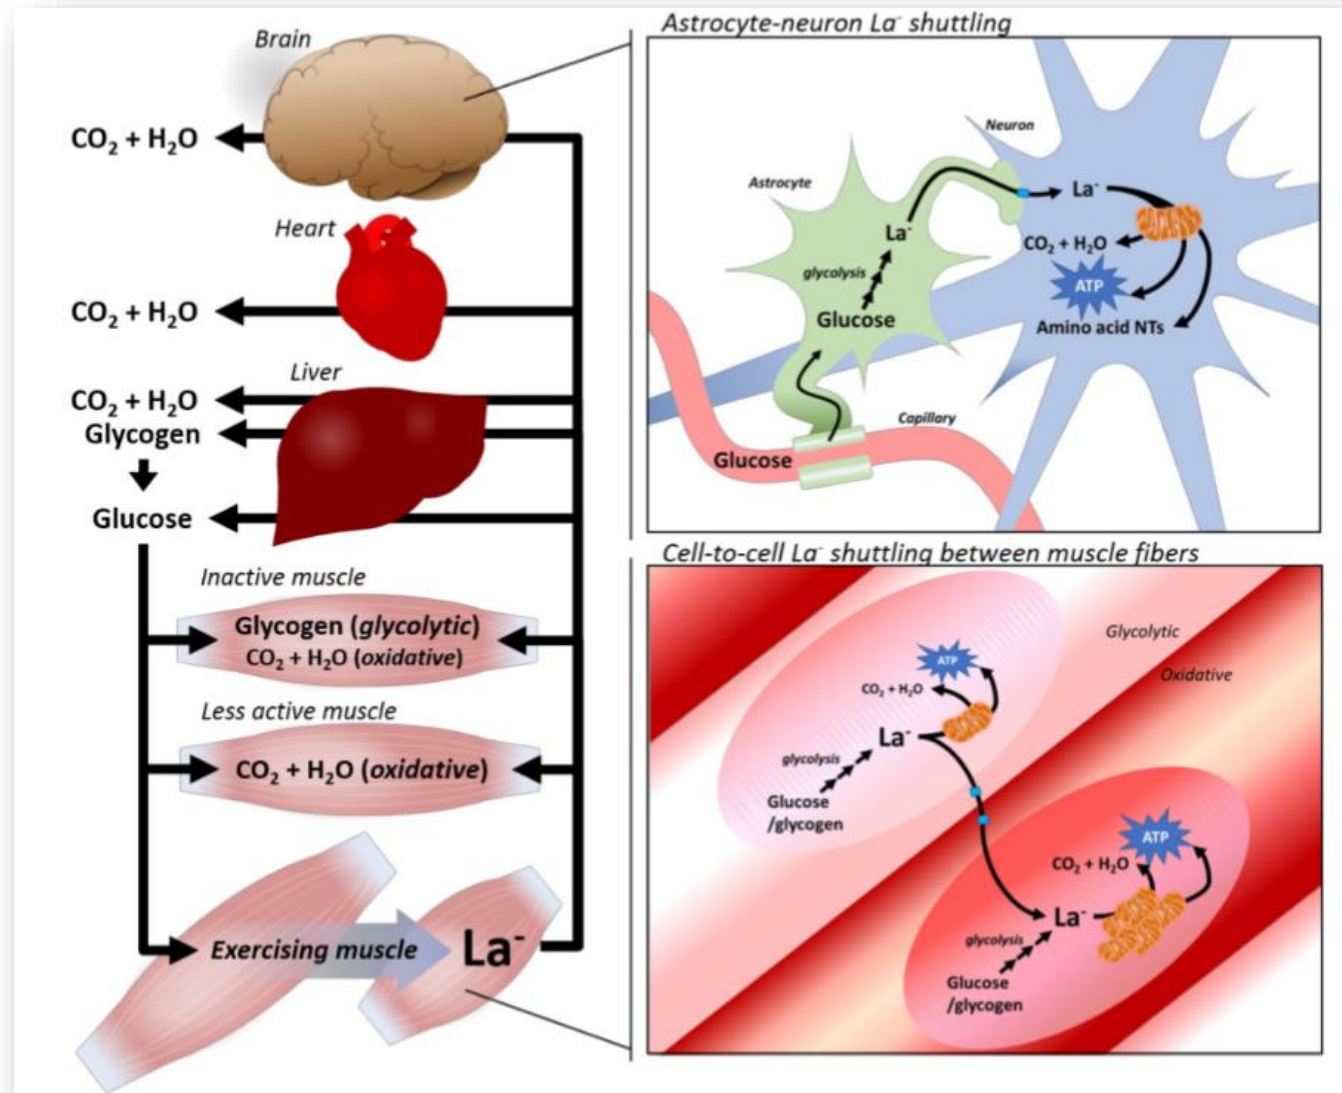 Brain
CO₂ + H₂O
Heart
CO₂ + H₂O
Liver
CO₂ + H₂O
Glycogen
Glucose
Inactive muscle
Glycogen (glycolytic)
CO₂ + H₂O (oxidative)
Less active muscle
CO₂ + H₂O (oxidative)
Exercising muscle
La⁻
Astrocyte-neuron La⁻ shuttling
Neuron
Astrocyte
La⁻
La⁻
CO₂ + H₂O
glycolysis
ATP
Glucose
Amino acid NTs
Capillary
Glucose
Cell-to-cell La⁻ shuttling between muscle fibers
Glycolytic
Oxidative
ATP
CO₂ + H₂O
La⁻
glycolysis
Glucose
/glycogen
ATP
CO₂ + H₂O
La⁻
glycolysis
Glucose
/glycogen